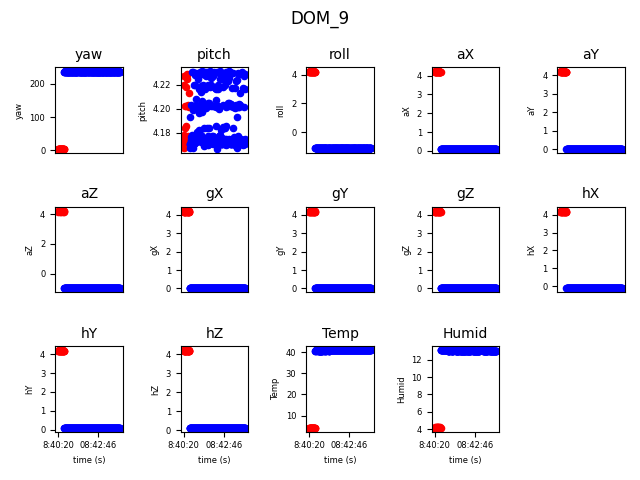 DOM_9
yaw pitch roll aX aY
200 100 0 yaw
4.22 4.20 4.18 pitch
4 2 0 roll
4 3 2 1 0 aX
4 3 2 1 0 aY
aZ gX gY gZ hX
4 2 0 aZ
4 3 2 1 0 gX
4 3 2 1 0 gY
4 3 2 1 0 gZ
4 3 2 1 0 hX
hY hZ Temp Humid
4 3 2 1 0 hY
4 3 2 1 0 hZ
40 30 20 10 Temp
12 10 8 6 4 Humid
8:40:20 08:42:46 8:40:20 08:42:46 8:40:20 08:42:46 8:40:20 08:42:46
time (s) time (s) time (s) time (s)